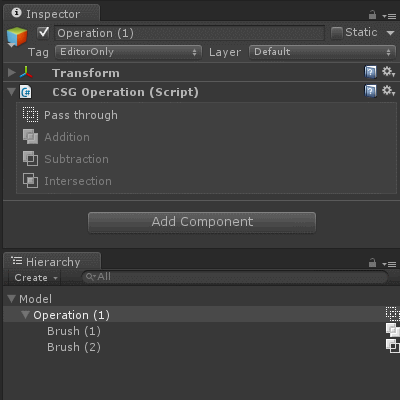 Inspector
Operation (1)
Static
Tag EditorOnly Layer Default
Transform
CSG Operation (Script)
Pass through
Addition
Subtraction
Intersection
Add Component
Hierarchy
Create All
Model
Operation (1)
Brush (1)
Brush (2)